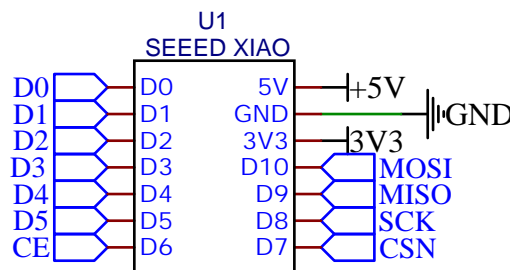 U1
SEEED XIAO
D0 D0 5V +5V
D1 D1 GND GND
D2 D2 3V3 3V3
D3 D3 D10 MOSI
D4 D4 D9 MISO
D5 D5 D8 SCK
CE D6 D7 CSN